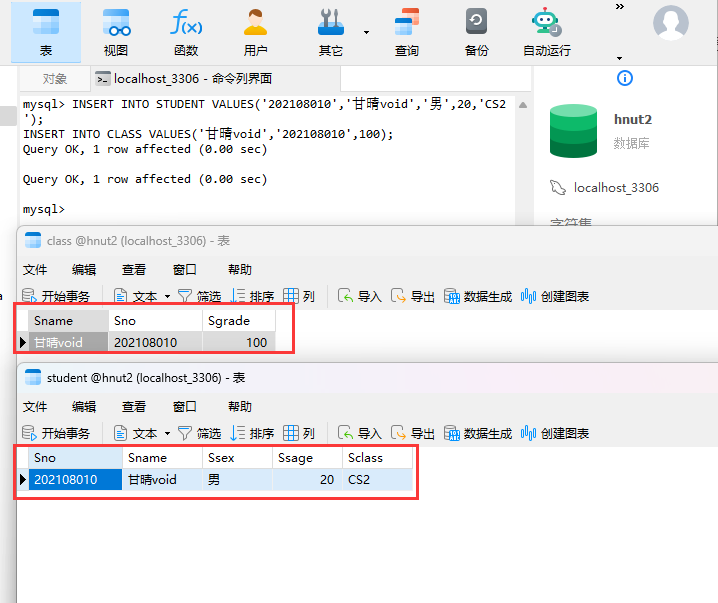 表 视图 函数 用户 其它 查询 备份 自动运行
对象 localhost_3306 - 命令列界面
mysql> INSERT INTO STUDENT VALUES('202108010','甘晴void','男',20,'CS2
');
INSERT INTO CLASS VALUES('甘晴void','202108010',100);
Query OK, 1 row affected (0.00 sec)
Query OK, 1 row affected (0.00 sec)
mysql>
hnut2
数据库
localhost_3306
class @hnut2 (localhost_3306) - 表
文件 编辑 查看 窗口 帮助
开始事务 文本 筛选 排序 列 导入 导出 数据生成 创建图表
Sname Sno Sgrade
甘晴void 202108010 100
student @hnut2 (localhost_3306) - 表
文件 编辑 查看 窗口 帮助
开始事务 文本 筛选 排序 列 导入 导出 数据生成 创建图表
Sno Sname Ssex Ssage Sclass
202108010 甘晴void 男 20 CS2